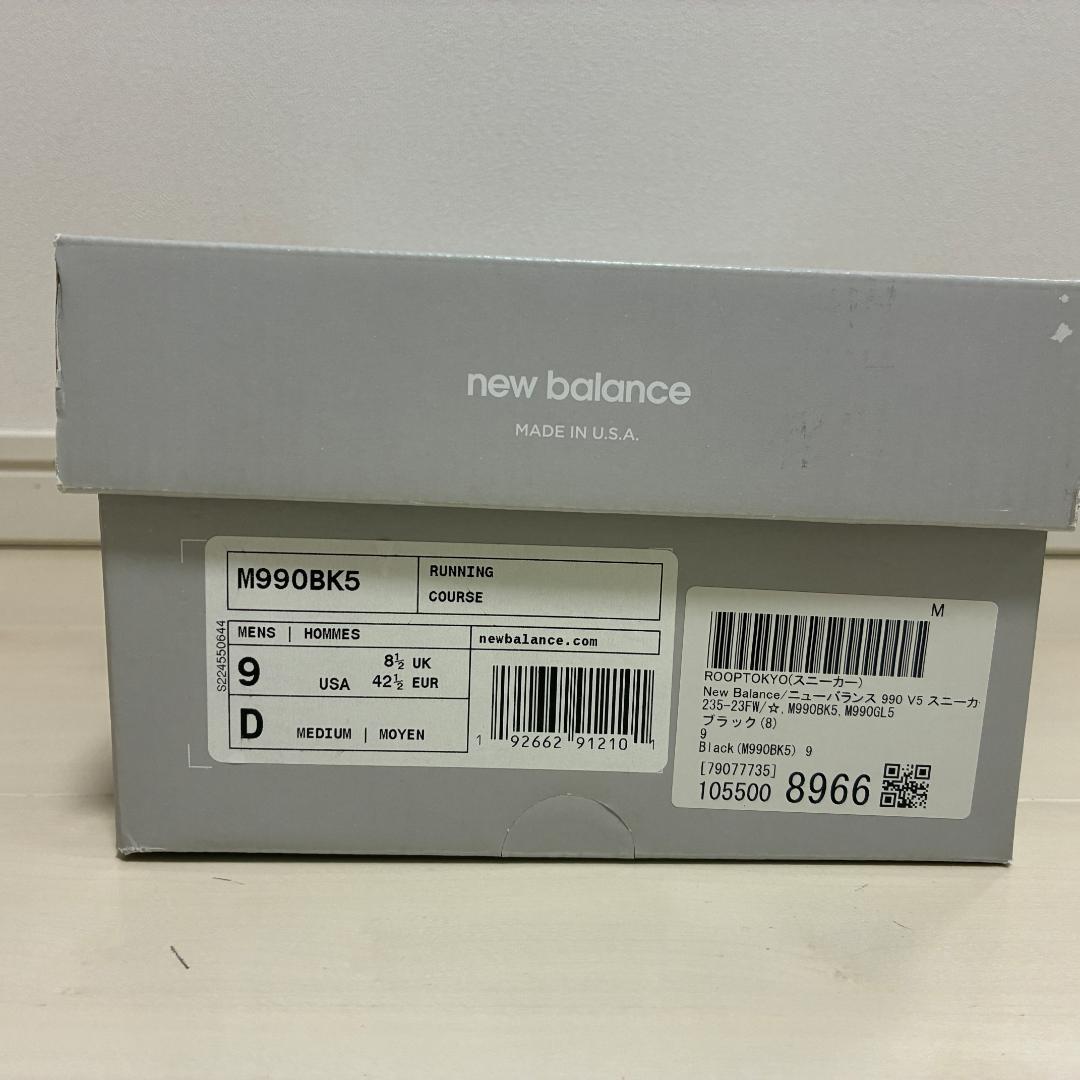 new balance
MADE IN U.S.A.
M990BK5
RUNNING
COURSE
MENS | HOMMES
newbalance.com
9
USA
8½ UK
42½ EUR
D
MEDIUM | MOYEN
S224550644
1 92662 91210 1
M
ROOPTOKYO(スニーカー)
New Balance/ニューバランス 990 V5 スニーカ
235-23FW/☆、M990BK5、M990GL5
ブラック(8)
9
Black(M990BK5) 9
[79077735]
105500 8966